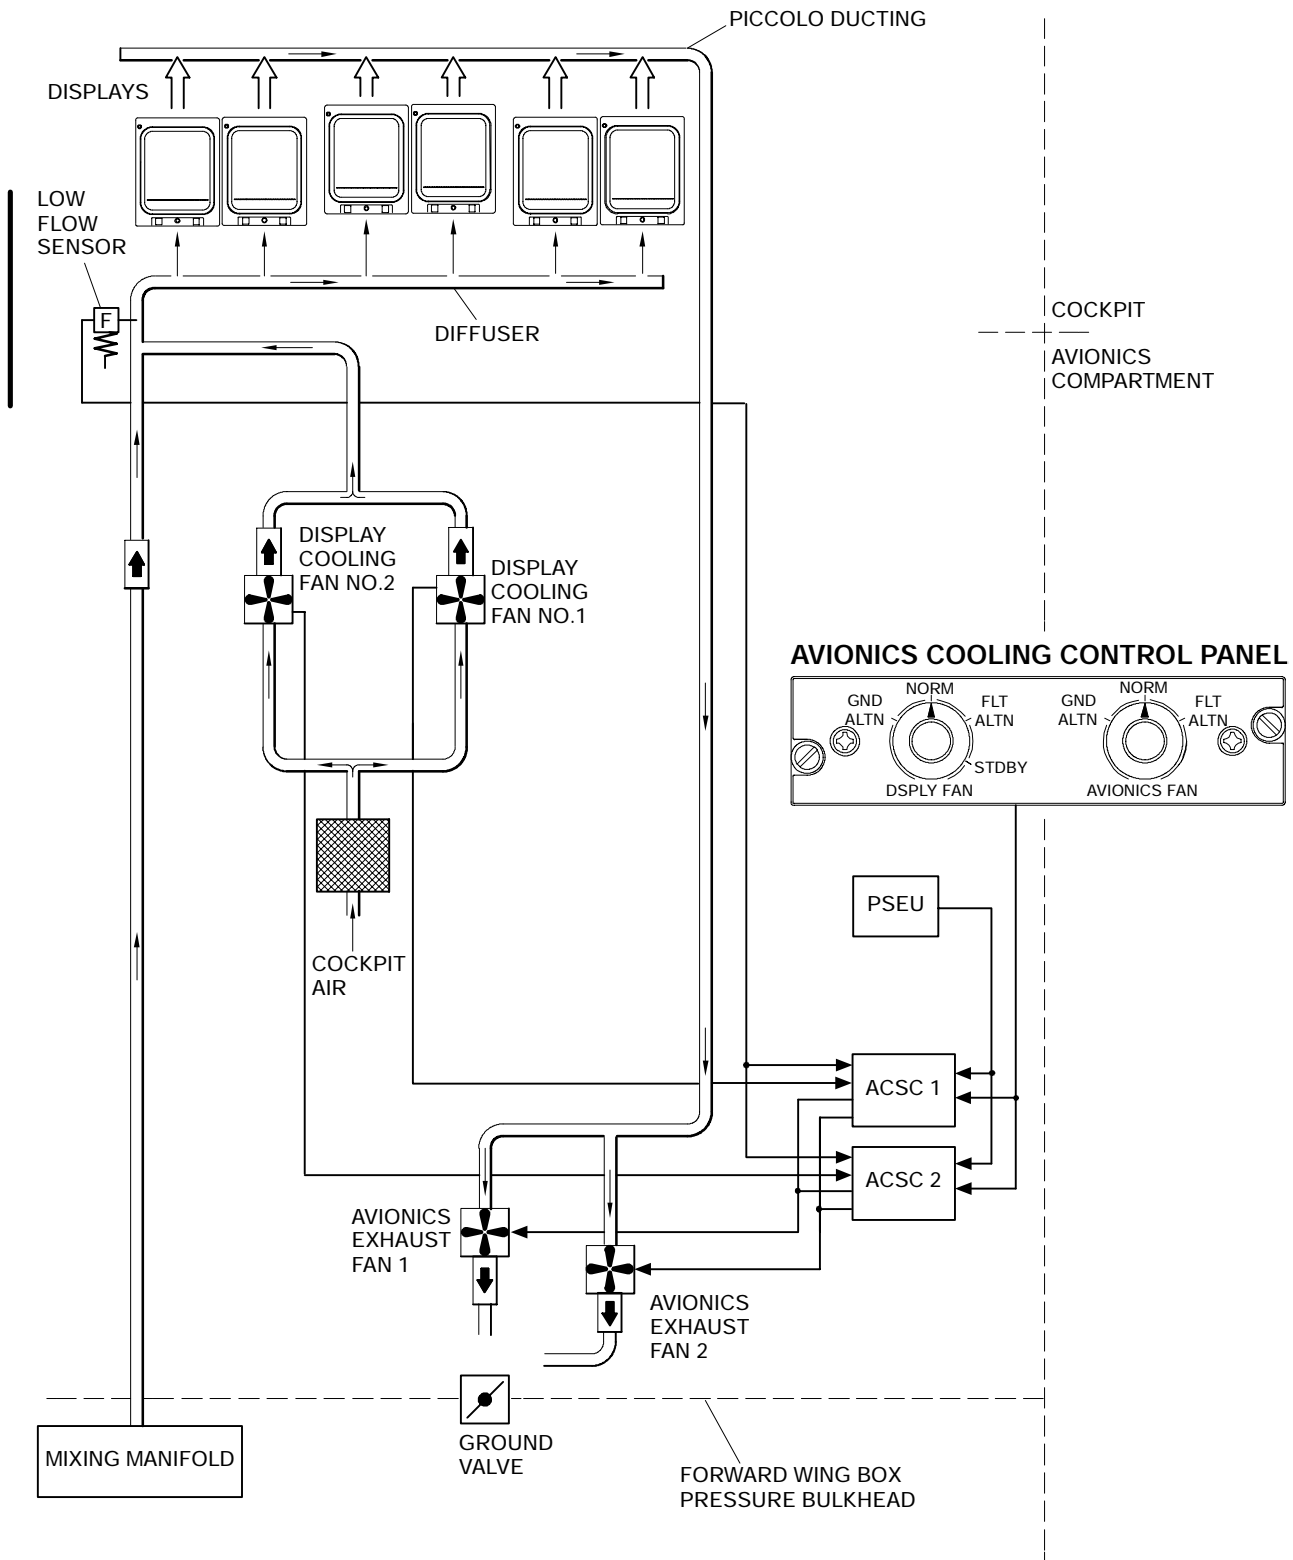 PICCOLO DUCTING
DISPLAYS
LOW
FLOW
SENSOR
F
DIFFUSER
COCKPIT
AVIONICS
COMPARTMENT
DISPLAY
COOLING
FAN NO.2
DISPLAY
COOLING
FAN NO.1
AVIONICS COOLING CONTROL PANEL
NORM
GND
ALTN
FLT
ALTN
STDBY
DSPLY FAN
NORM
GND
ALTN
FLT
ALTN
AVIONICS FAN
PSEU
COCKPIT
AIR
ACSC 1
ACSC 2
AVIONICS
EXHAUST
FAN 1
AVIONICS
EXHAUST
FAN 2
MIXING MANIFOLD
GROUND
VALVE
FORWARD WING BOX
PRESSURE BULKHEAD